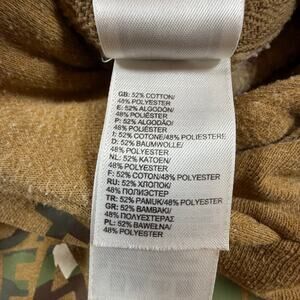 GB: 52% COTTON/
48% POLYESTER
E: 52% ALGODÓN/
48% POLIÉSTER
P: 52% ALGODÃO/
48% POLIÉSTER
I: 52% COTONE/48% POLIESTERE
D: 52% BAUMWOLLE/
48% POLYESTER
NL: 52% KATOEN/
48% POLYESTER
F: 52% COTON/48% POLYESTER
RU: 52% ХЛОПОК/
48% ПОЛИЭСТЕР
TR: 52% PAMUK/48% POLYESTER
GR: 52% ΒΑΜΒΑΚΙ/
48% ΠΟΛΥΕΣΤΕΡΑΣ
PL: 52% BAWEŁNA/
48% POLYESTER